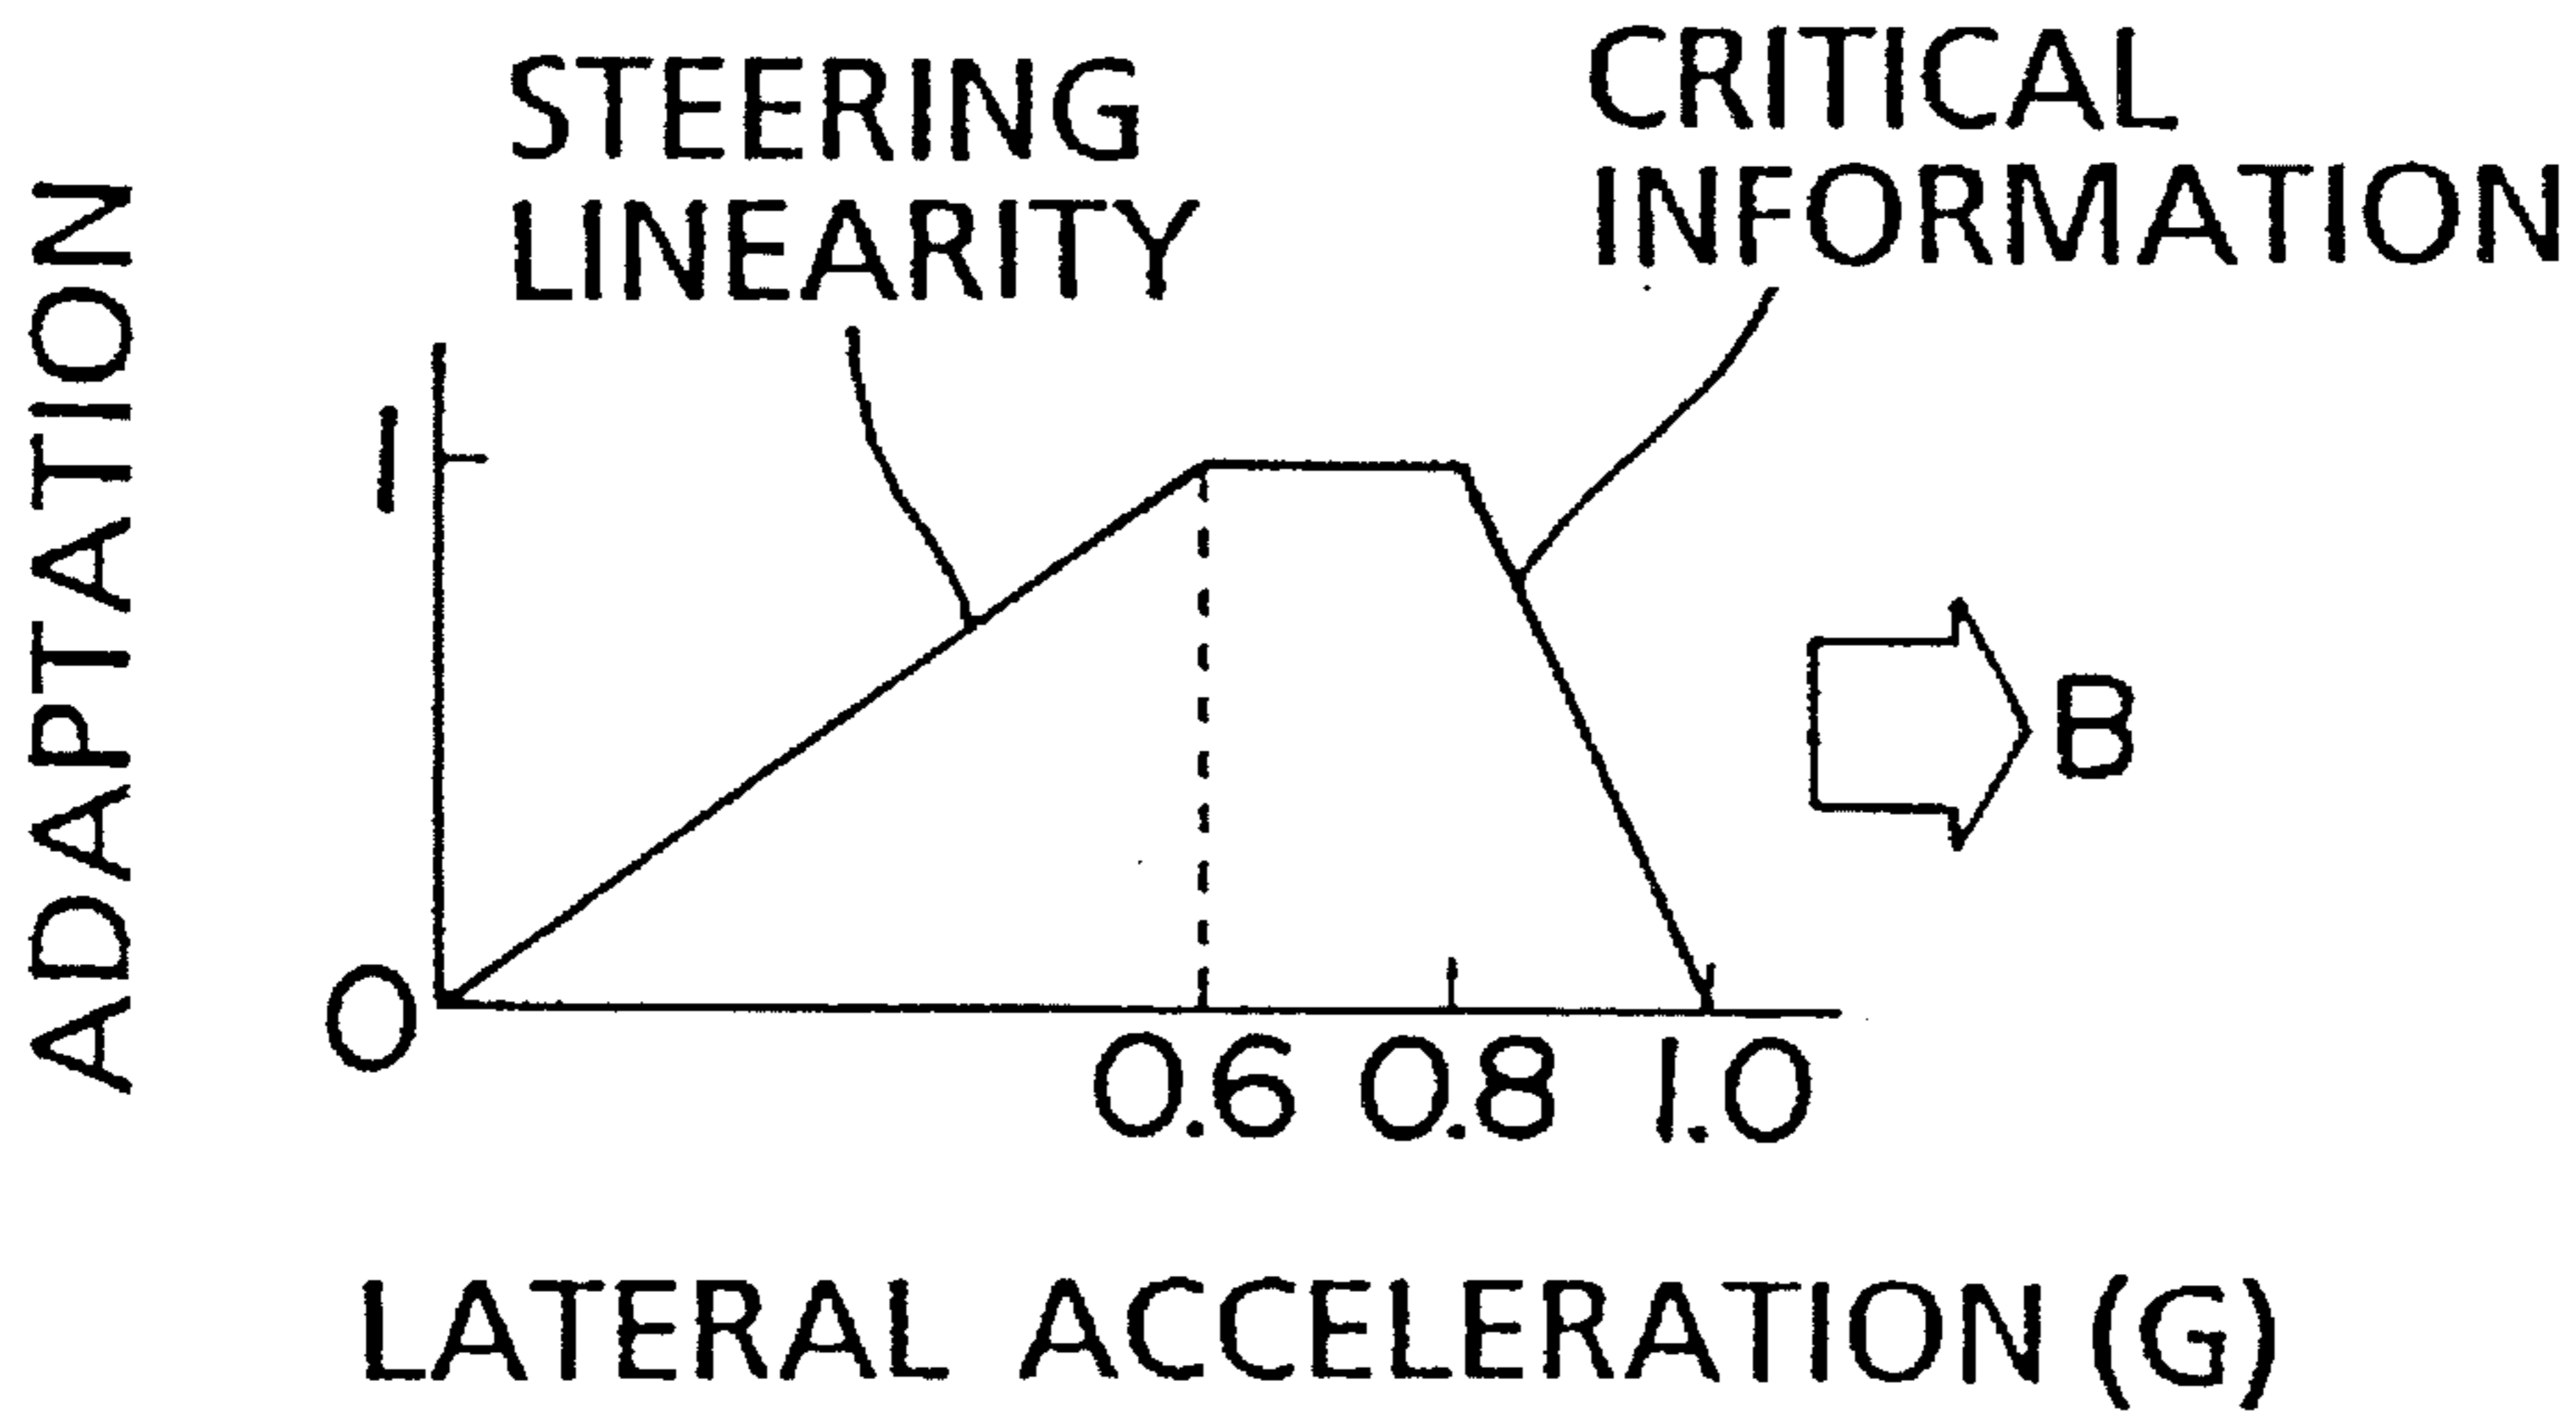 STEERING
LINEARITY
CRITICAL
INFORMATION
ADAPTATION
1
B
0
0.6 0.8 1.0
LATERAL ACCELERATION (G)